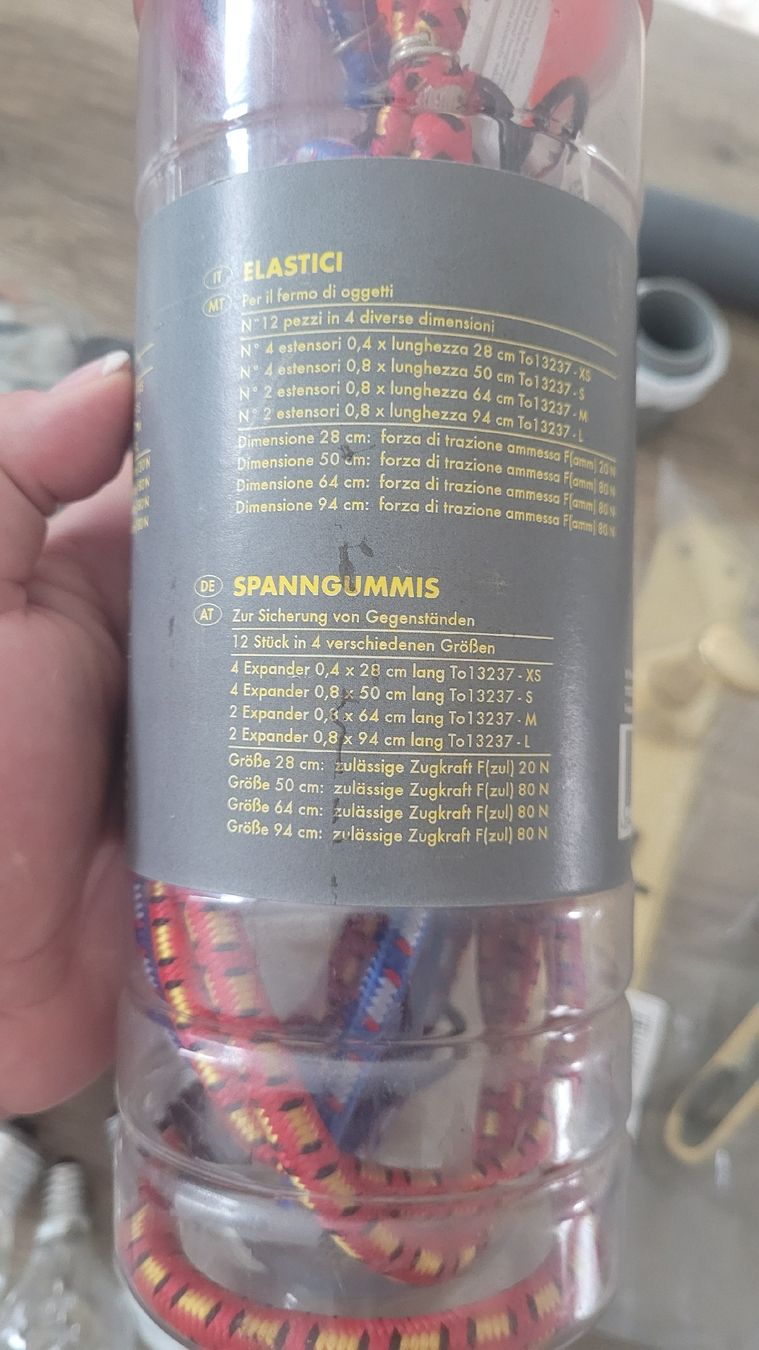 IT ELASTICI
MT Per il fermo di oggetti
N° 12 pezzi in 4 diverse dimensioni
N° 4 estensori 0,4 x lunghezza 28 cm To13237 - XS
N° 4 estensori 0,8 x lunghezza 50 cm To13237 - S
N° 2 estensori 0,8 x lunghezza 64 cm To13237 - M
N° 2 estensori 0,8 x lunghezza 94 cm To13237 - L
Dimensione 28 cm: forza di trazione ammessa F(amm) 20 N
Dimensione 50 cm: forza di trazione ammessa F(amm) 80 N
Dimensione 64 cm: forza di trazione ammessa F(amm) 80 N
Dimensione 94 cm: forza di trazione ammessa F(amm) 80 N
DE SPANNGUMMIS
AT Zur Sicherung von Gegenständen
12 Stück in 4 verschiedenen Größen
4 Expander 0,4 x 28 cm lang To13237 - XS
4 Expander 0,8 x 50 cm lang To13237 - S
2 Expander 0,8 x 64 cm lang To13237 - M
2 Expander 0,8 x 94 cm lang To13237 - L
Größe 28 cm: zulässige Zugkraft F(zul) 20 N
Größe 50 cm: zulässige Zugkraft F(zul) 80 N
Größe 64 cm: zulässige Zugkraft F(zul) 80 N
Größe 94 cm: zulässige Zugkraft F(zul) 80 N